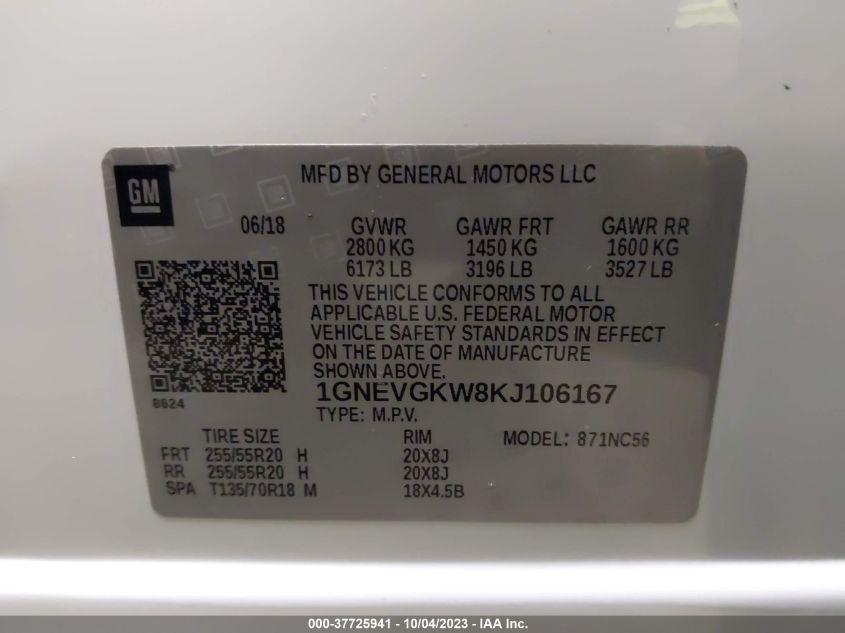 GM
MFD BY GENERAL MOTORS LLC
06/18 GVWR GAWR FRT GAWR RR
2800 KG 1450 KG 1600 KG
6173 LB 3196 LB 3527 LB
THIS VEHICLE CONFORMS TO ALL
APPLICABLE U.S. FEDERAL MOTOR
VEHICLE SAFETY STANDARDS IN EFFECT
ON THE DATE OF MANUFACTURE
SHOWN ABOVE.
1GNEVGKW8KJ106167
8624
TYPE: M.P.V.
TIRE SIZE RIM MODEL: 871NC56
FRT 255/55R20 H 20X8J
RR 255/55R20 H 20X8J
SPA T135/70R18 M 18X4.5B
000-37725941 - 10/04/2023 - IAA Inc.